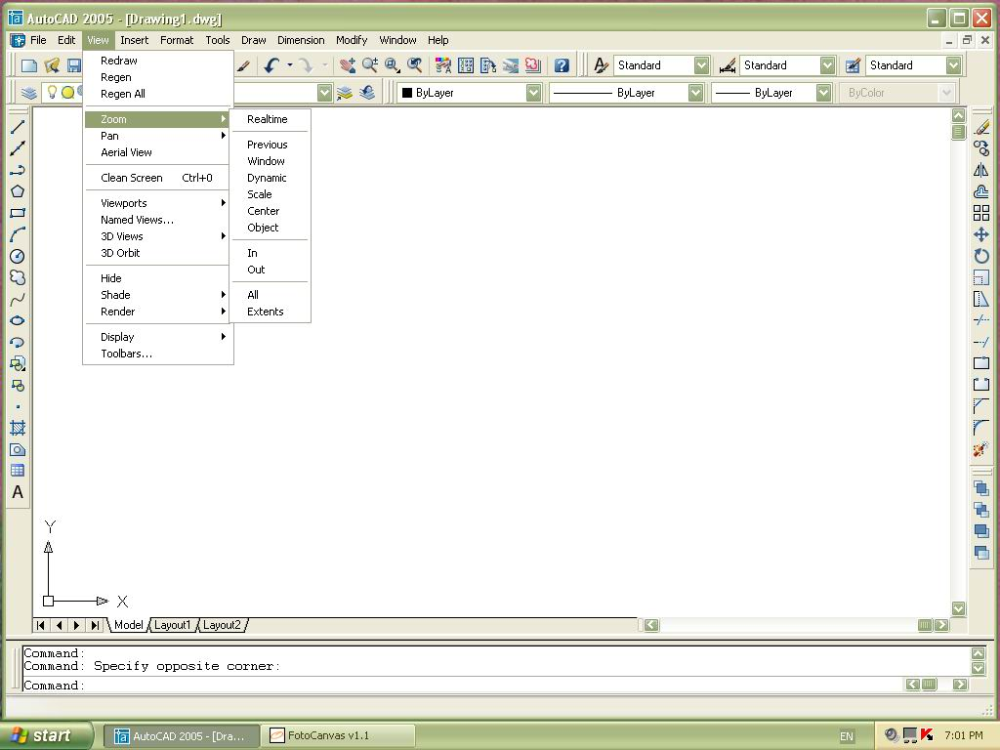 AutoCAD 2005 - [Drawing1.dwg]
File Edit View Insert Format Tools Draw Dimension Modify Window Help
Standard Standard Standard
ByLayer ByLayer ByLayer ByColor
Redraw
Regen
Regen All
Zoom
Pan
Aerial View
Clean Screen Ctrl+0
Viewports
Named Views...
3D Views
3D Orbit
Hide
Shade
Render
Display
Toolbars...
Realtime
Previous
Window
Dynamic
Scale
Center
Object
In
Out
All
Extents
A
Y
X
Model Layout1 Layout2
Command:
Command: Specify opposite corner:
Command:
start AutoCAD 2005 - [Dra... FotoCanvas v1.1 EN 7:01 PM